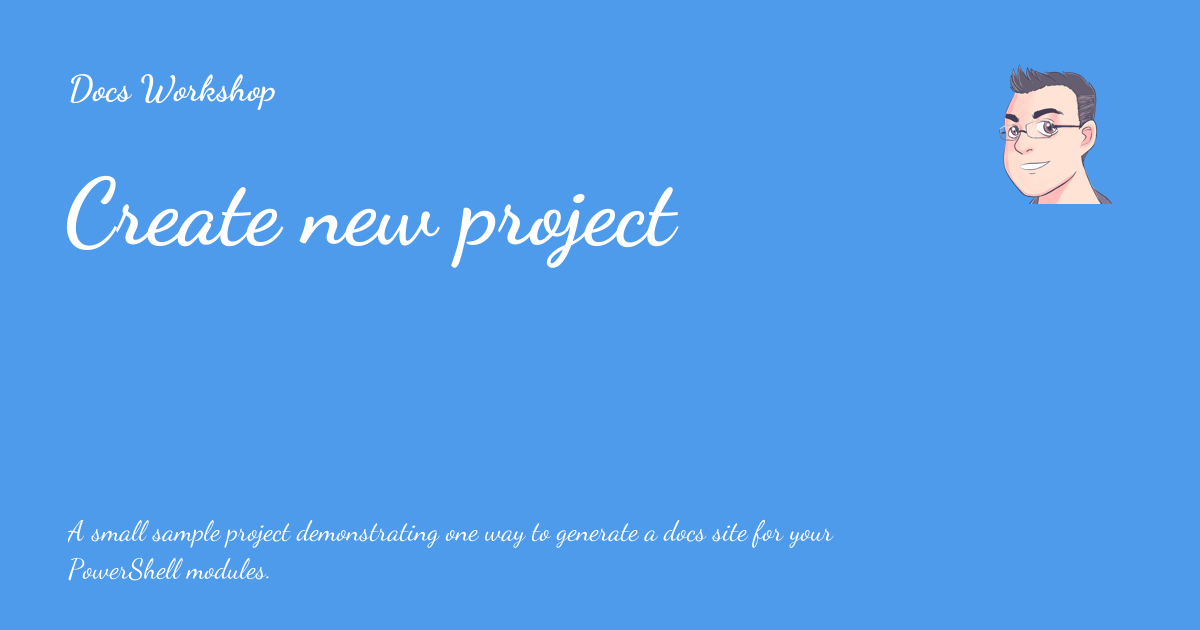 Docs Workshop
Create new project
A small sample project demonstrating one way to generate a docs site for your
PowerShell modules.